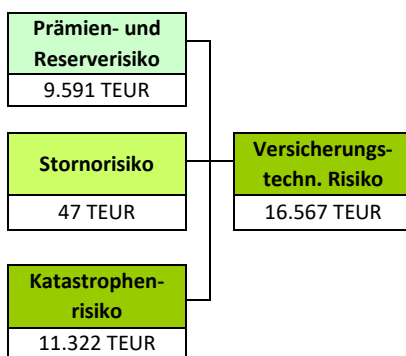 Prämien- und
Reserverisiko
9.591 TEUR
Stornorisiko
47 TEUR
Versicherungs-
techn. Risiko
16.567 TEUR
Katastrophen-
risiko
11.322 TEUR